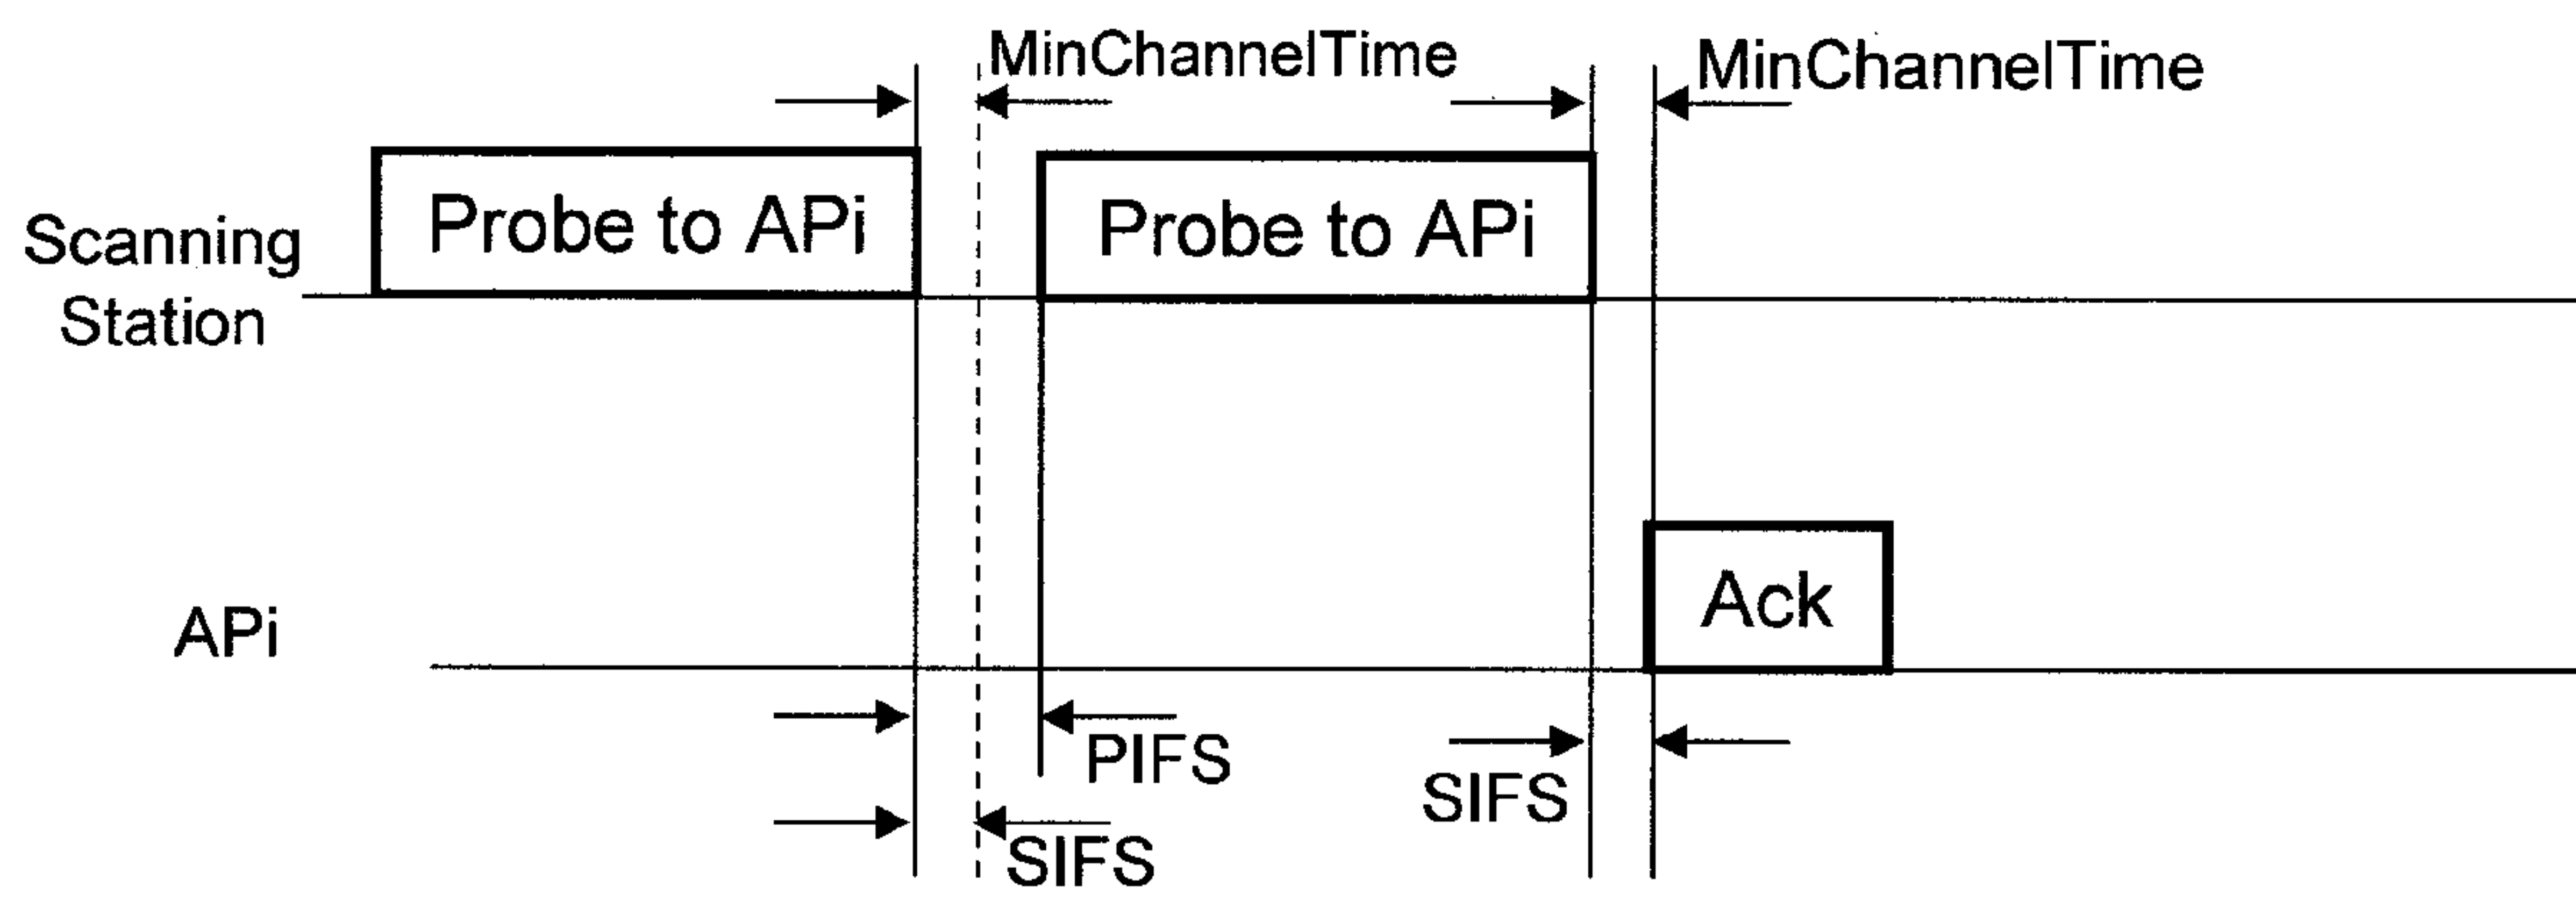 MinChannelTime
MinChannelTime
Probe to APi
Probe to APi
Scanning
Station
Ack
APi
PIFS
SIFS
SIFS